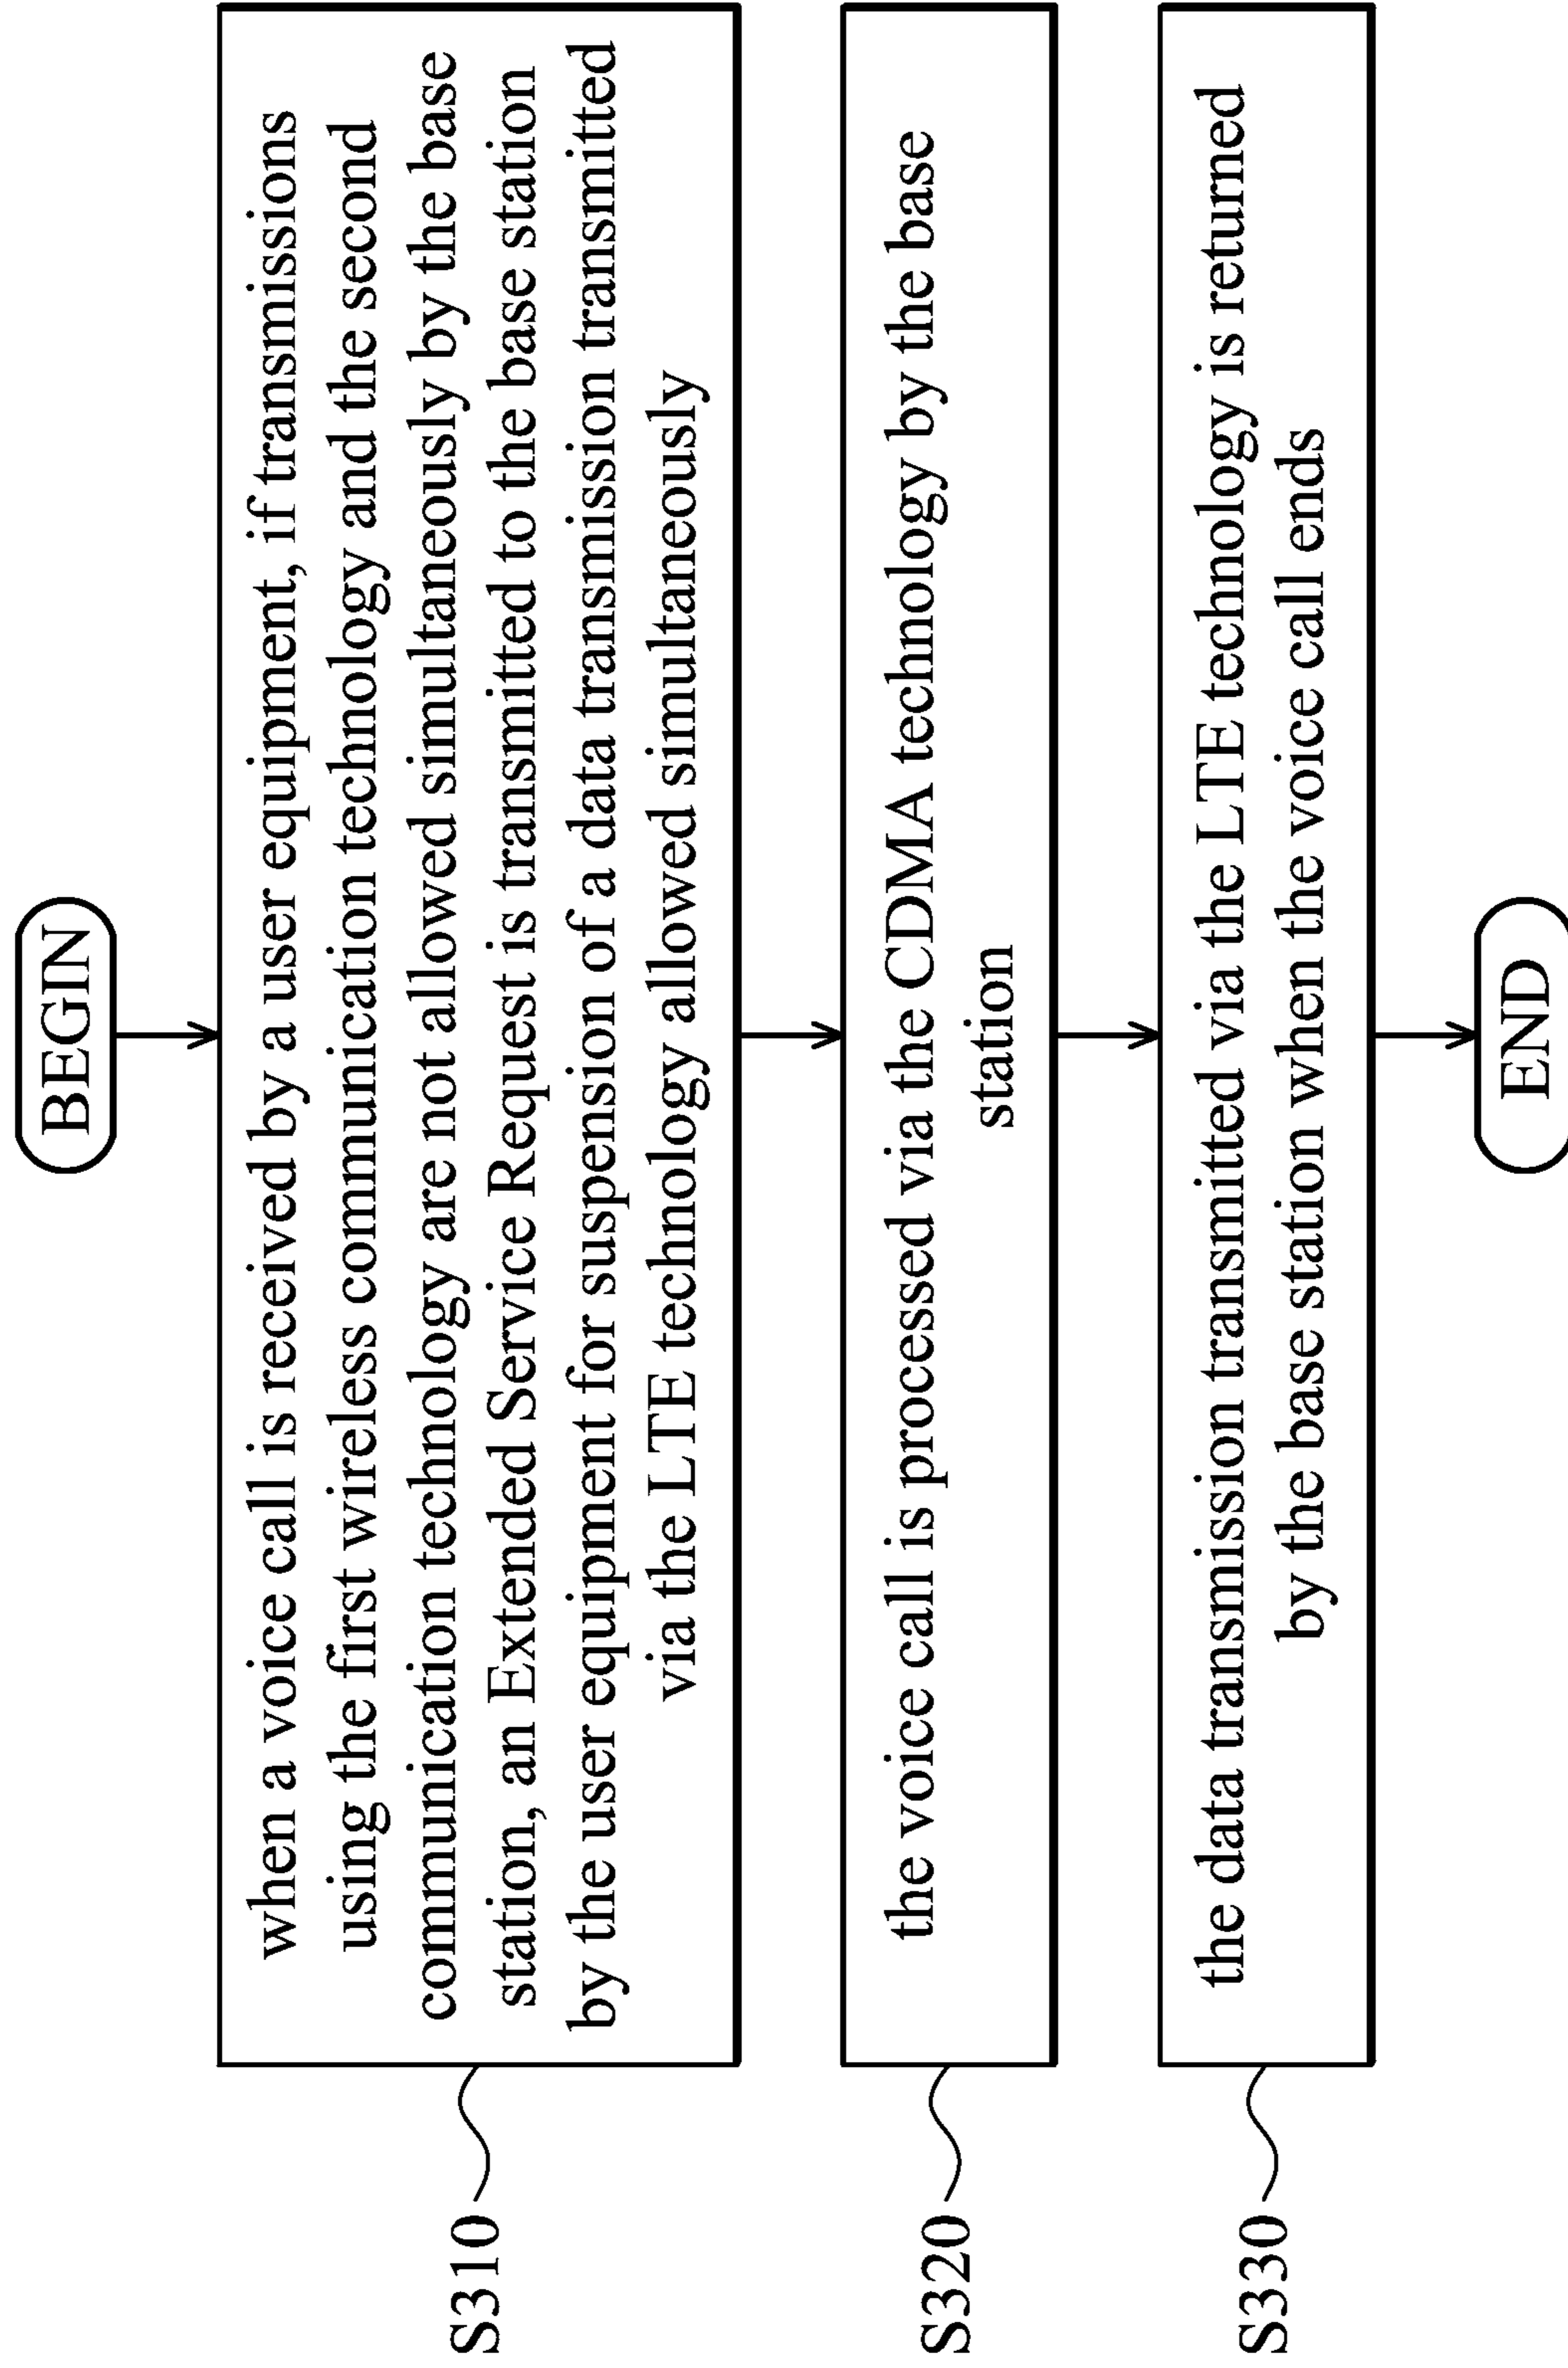 BEGIN
S310
when a voice call is received by a user equipment, if transmissions
using the first wireless communication technology and the second
communication technology are not allowed simultaneously by the base
station, an Extended Service Request is transmitted to the base station
by the user equipment for suspension of a data transmission transmitted
via the LTE technology allowed simultaneously
S320
the voice call is processed via the CDMA technology by the base
station
S330
the data transmission transmitted via the LTE technology is returned
by the base station when the voice call ends
END